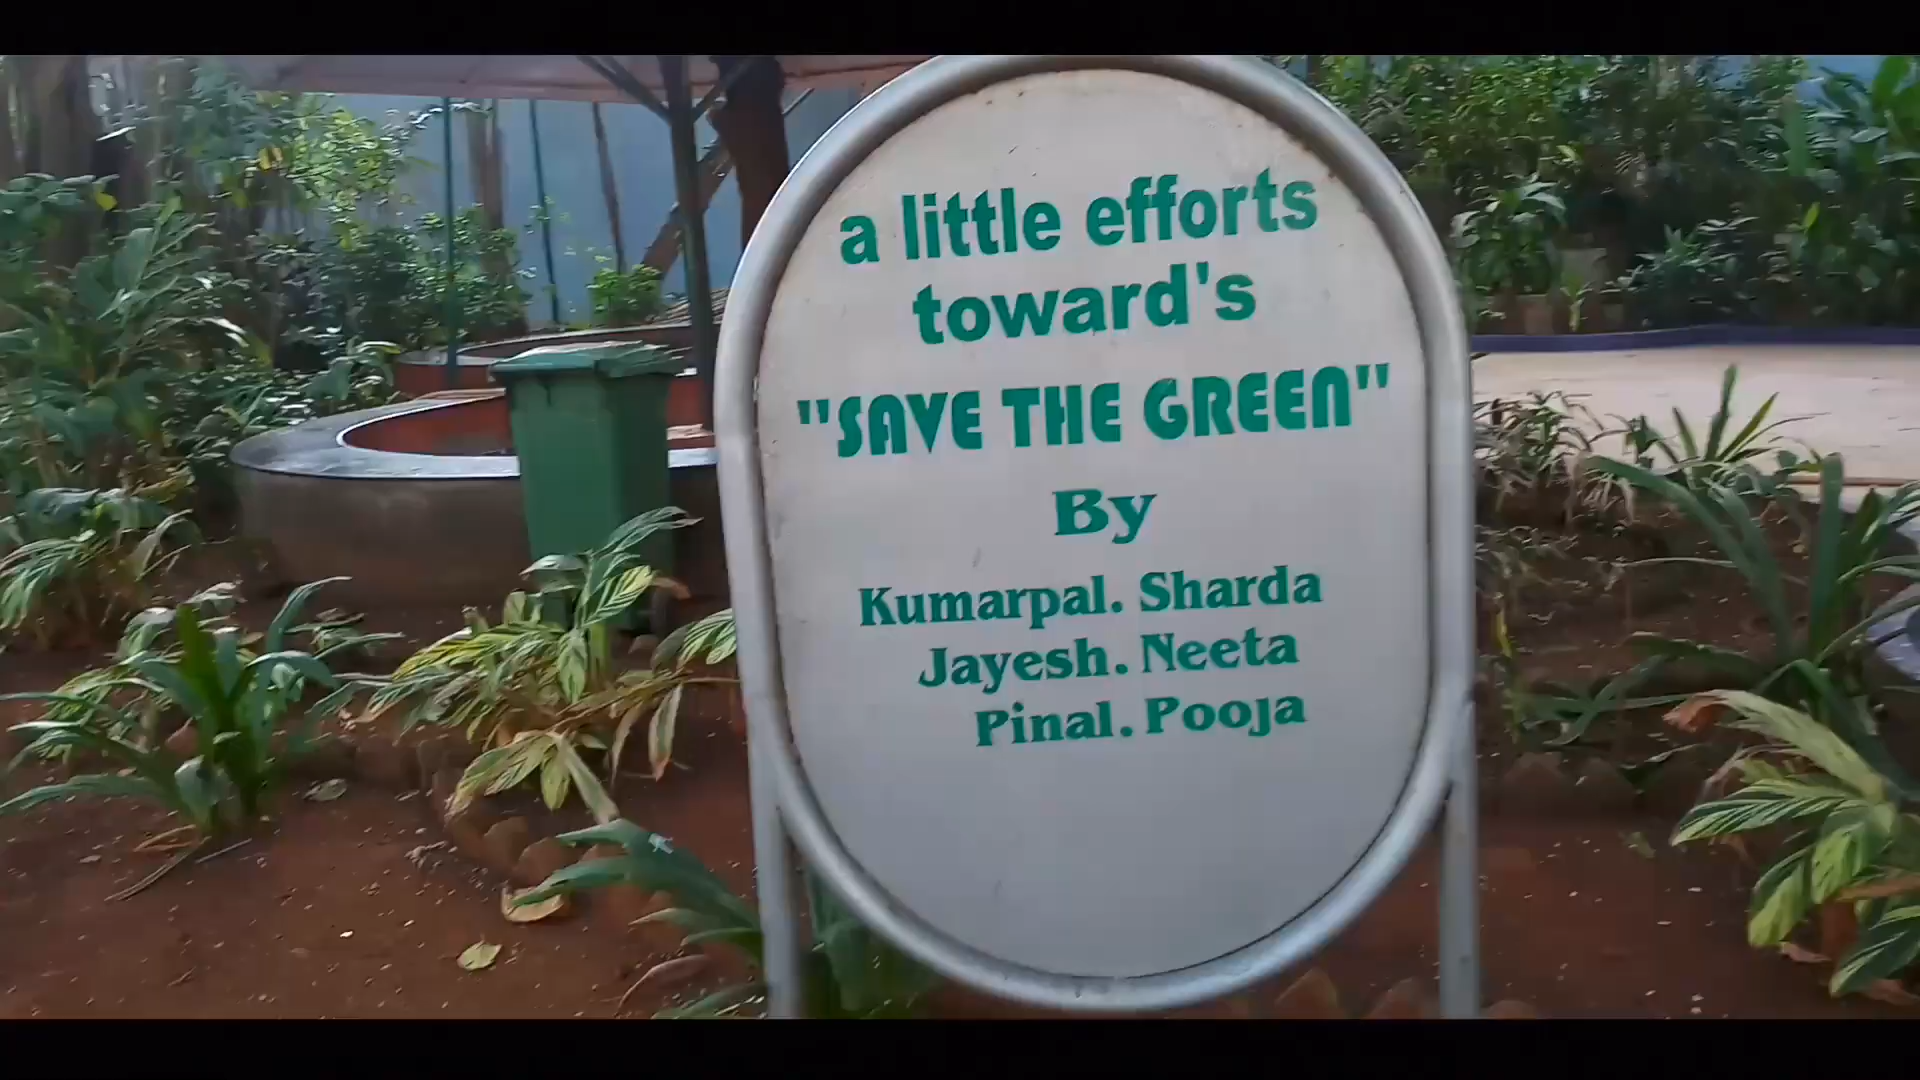 a little efforts
toward's
"SAVE THE GREEN"
By
Kumarpal. Sharda
Jayesh. Neeta
Pinal. Pooja